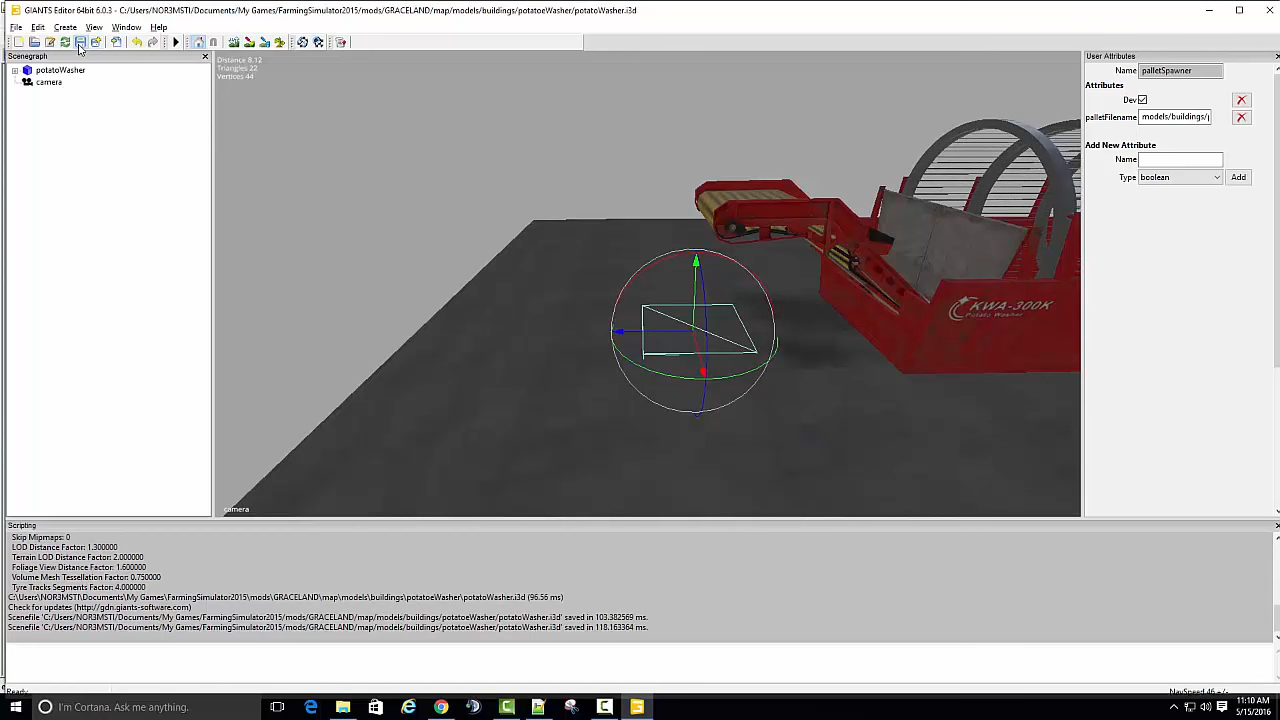 GIANTS Editor 64bit 6.0.3 - C:/Users/NOR3MSTI/Documents/My Games/FarmingSimulator2015/mods/GRACELAND/map/models/buildings/potatoeWasher/potatoWasher.i3d
File Edit Create View Window Help
Scenegraph
potatoWasher
camera
Distance 8.12
Triangles 22
Vertices 44
KWA-300K
Potato Washer
camera
User Attributes
Name palletSpawner
Attributes
Dev
palletFilename models/buildings/p
Add New Attribute
Name
Type boolean Add
Scripting
Skip Mipmaps: 0
LOD Distance Factor: 1.300000
Terrain LOD Distance Factor: 2.000000
Foliage View Distance Factor: 1.600000
Volume Mesh Tessellation Factor: 0.750000
Tyre Tracks Segments Factor: 4.000000
C:\Users\NOR3MSTI\Documents\My Games\FarmingSimulator2015\mods\GRACELAND\map\models\buildings\potatoeWasher\potatoWasher.i3d (96.56 ms)
Check for updates (http://gdn.giants-software.com)
Scenefile 'C:/Users/NOR3MSTI/Documents/My Games/FarmingSimulator2015/mods/GRACELAND/map/models/buildings/potatoeWasher/potatoWasher.i3d' saved in 103.382569 ms.
Scenefile 'C:/Users/NOR3MSTI/Documents/My Games/FarmingSimulator2015/mods/GRACELAND/map/models/buildings/potatoeWasher/potatoWasher.i3d' saved in 118.163364 ms.
Ready
NavSpeed 46 +/-
I'm Cortana. Ask me anything.
11:10 AM
5/15/2016